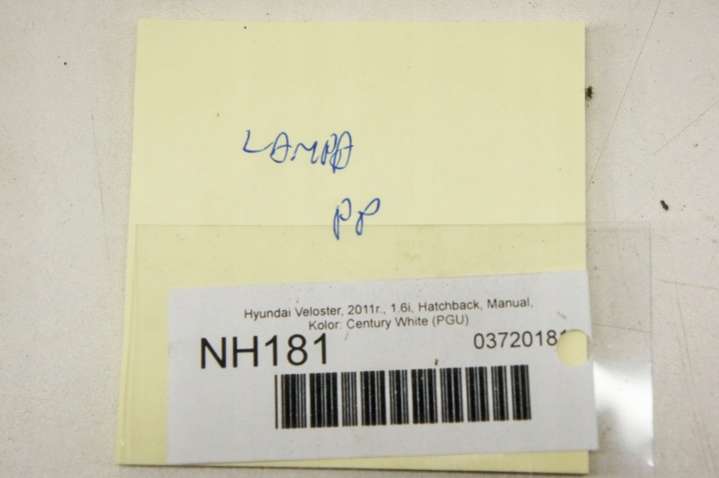 LAMPA
PP
Hyundai Veloster, 2011r., 1.6i, Hatchback, Manual,
Kolor: Century White (PGU)
NH181
0372018